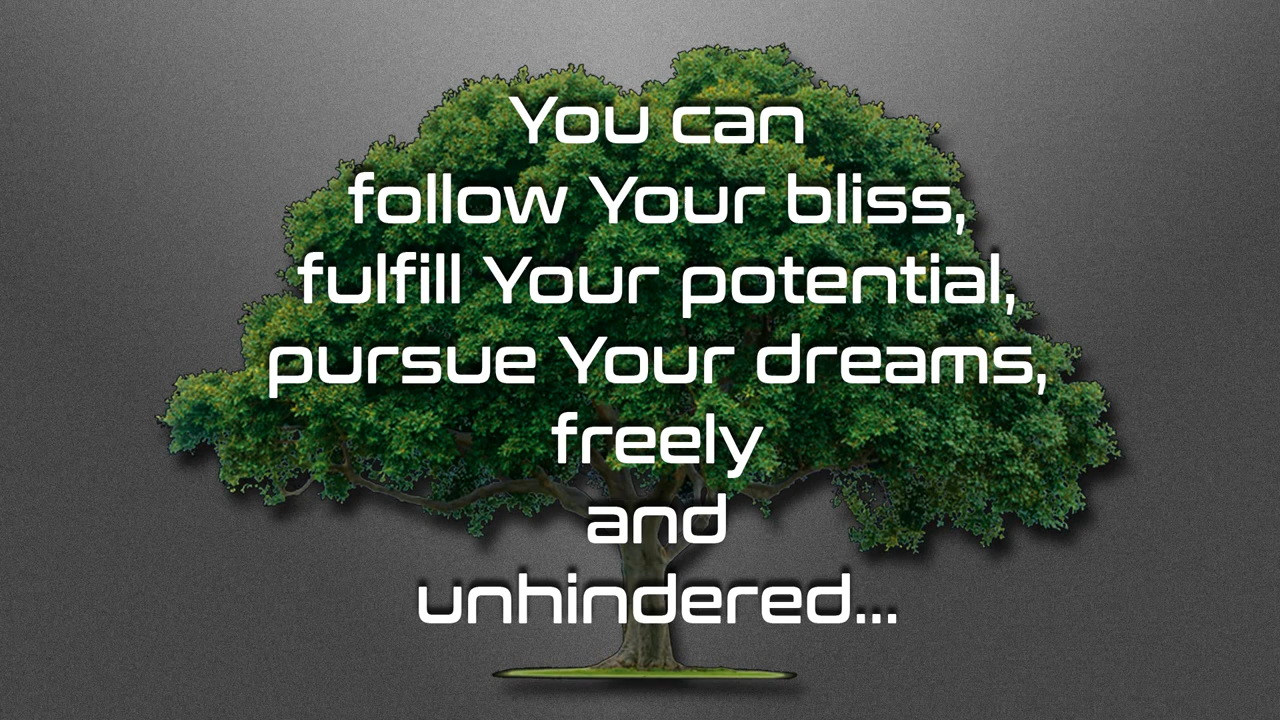 You can
follow Your bliss,
fulfill Your potential,
pursue Your dreams,
freely
and
unhindered...